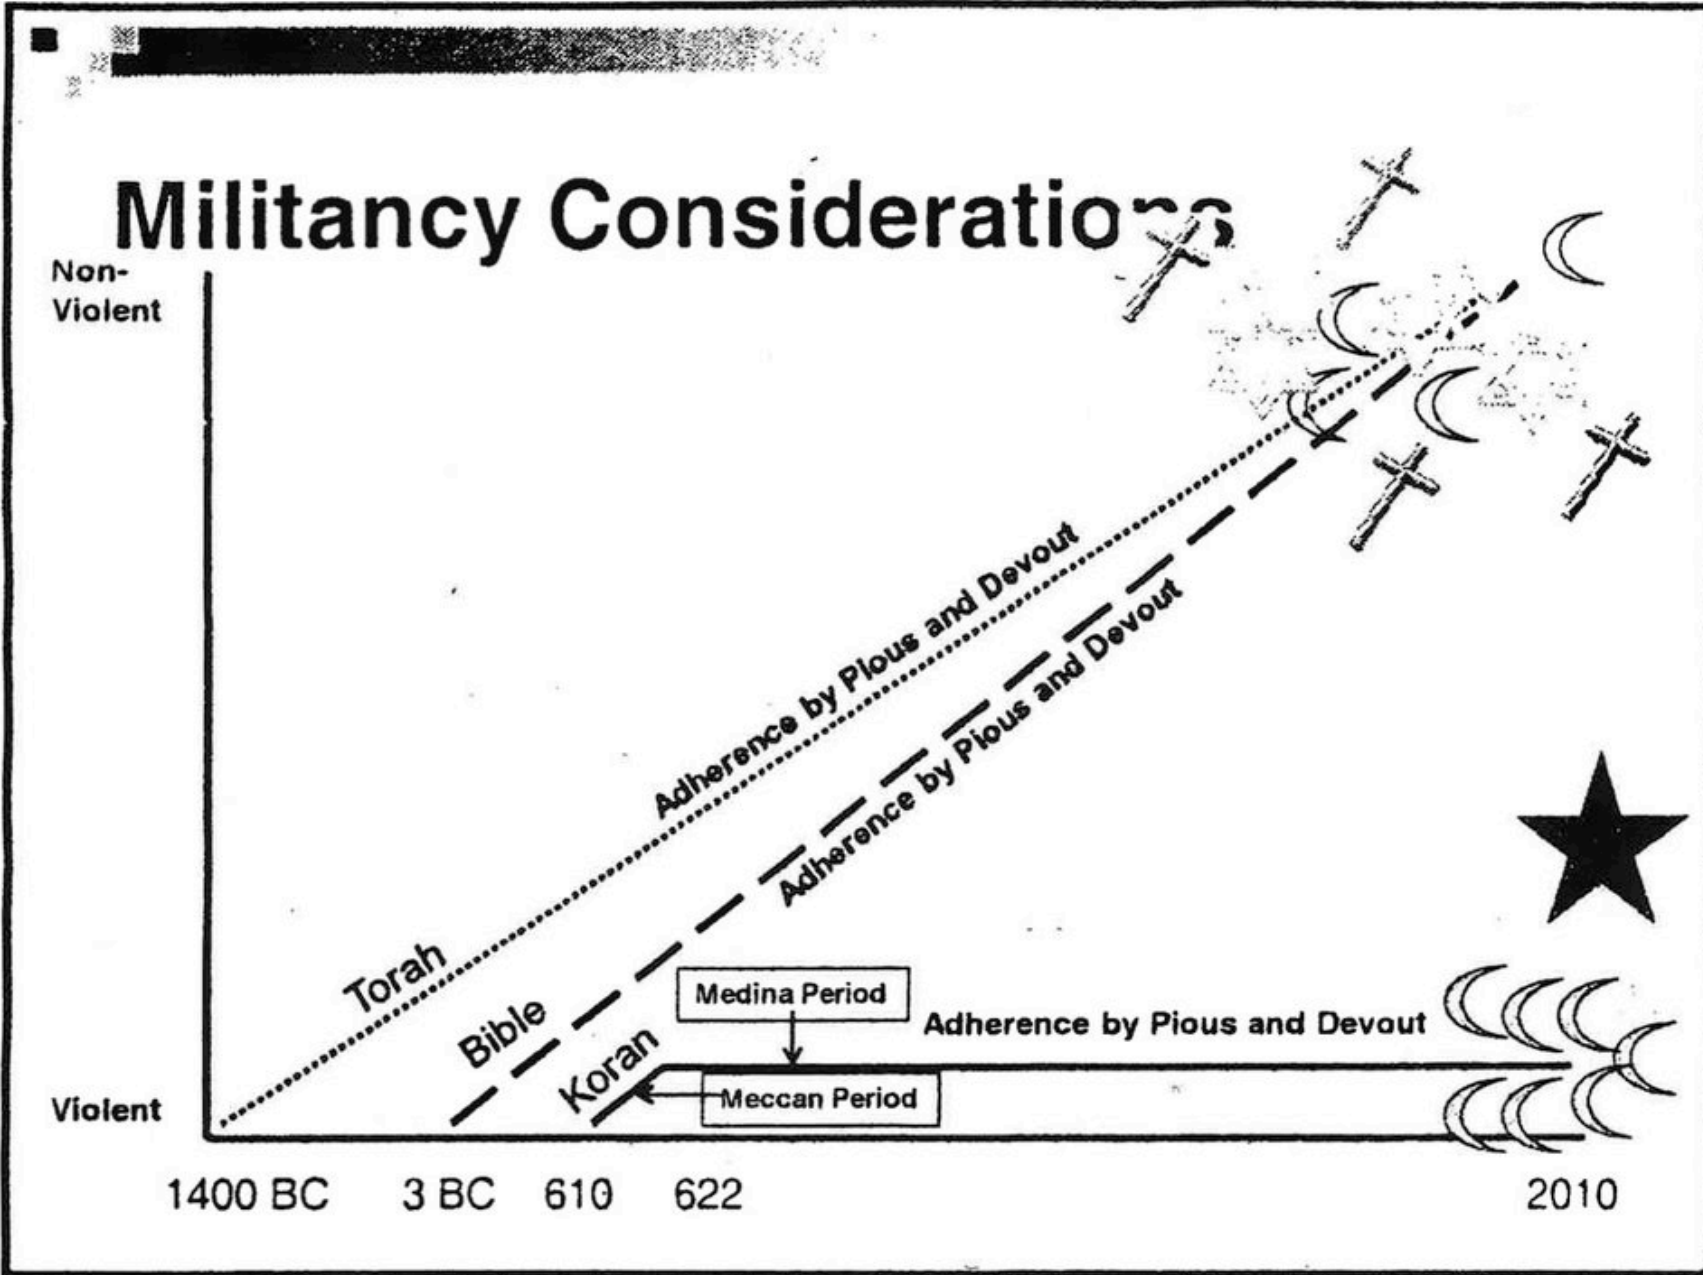 Militancy Considerations
Non-
Violent
Adherence by Pious and Devout
Adherence by Pious and Devout
Torah
Bible
Koran
Medina Period
Adherence by Pious and Devout
Meccan Period
Violent
1400 BC 3 BC 610 622 2010